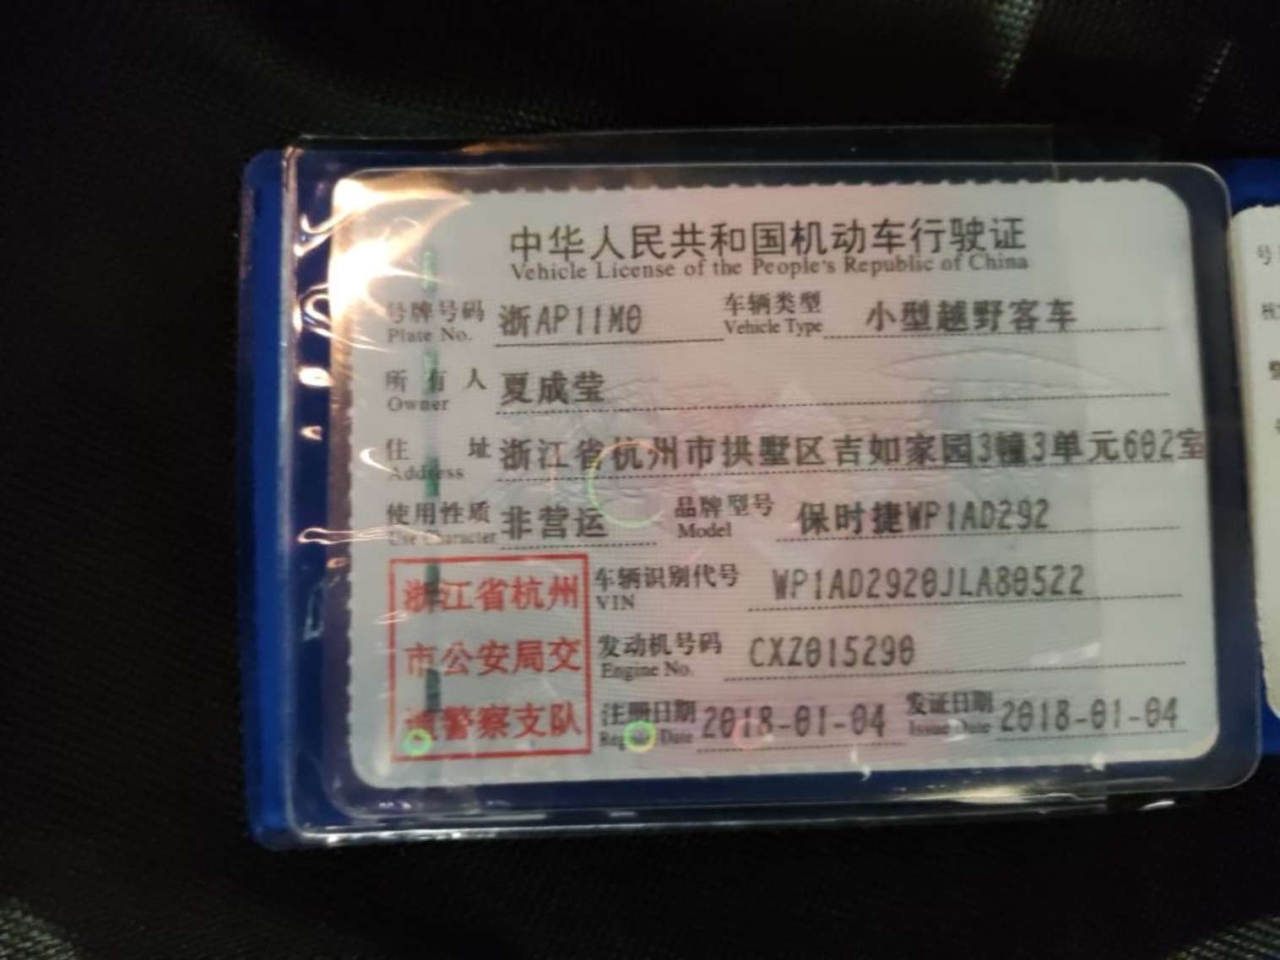 中华人民共和国机动车行驶证
Vehicle License of the People's Republic of China
号牌号码 浙AP11M0 车辆类型 小型越野客车
Plate No. Vehicle Type
所有人 夏成莹
Owner
住址 浙江省杭州市拱墅区吉如家园3幢3单元602室
Address
使用性质 非营运 品牌型号 保时捷WP1AD292
Use Character Model
浙江省杭州
市公安局交
通警察支队
车辆识别代号 WP1AD2920JLA80522
VIN
发动机号码 CXZ015290
Engine No.
注册日期 2018-01-04 发证日期 2018-01-04
Register Date Issue Date